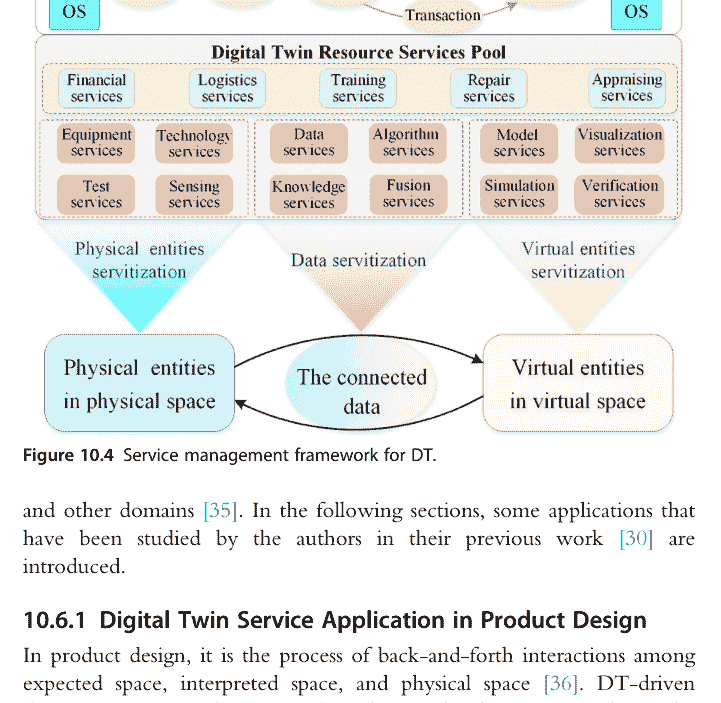 OS
Transaction
OS
Digital Twin Resource Services Pool
Financial services
Logistics services
Training services
Repair services
Appraising services
Equipment services
Technology services
Data services
Algorithm services
Model services
Visualization services
Test services
Sensing services
Knowledge services
Fusion services
Simulation services
Verification services
Physical entities
servitization
Data servitization
Virtual entities
servitization
Physical entities
in physical space
The connected
data
Virtual entities
in virtual space
Figure 10.4 Service management framework for DT.
and other domains [35]. In the following sections, some applications that
have been studied by the authors in their previous work [30] are
introduced.
10.6.1 Digital Twin Service Application in Product Design
In product design, it is the process of back-and-forth interactions among
expected space, interpreted space, and physical space [36]. DT-driven